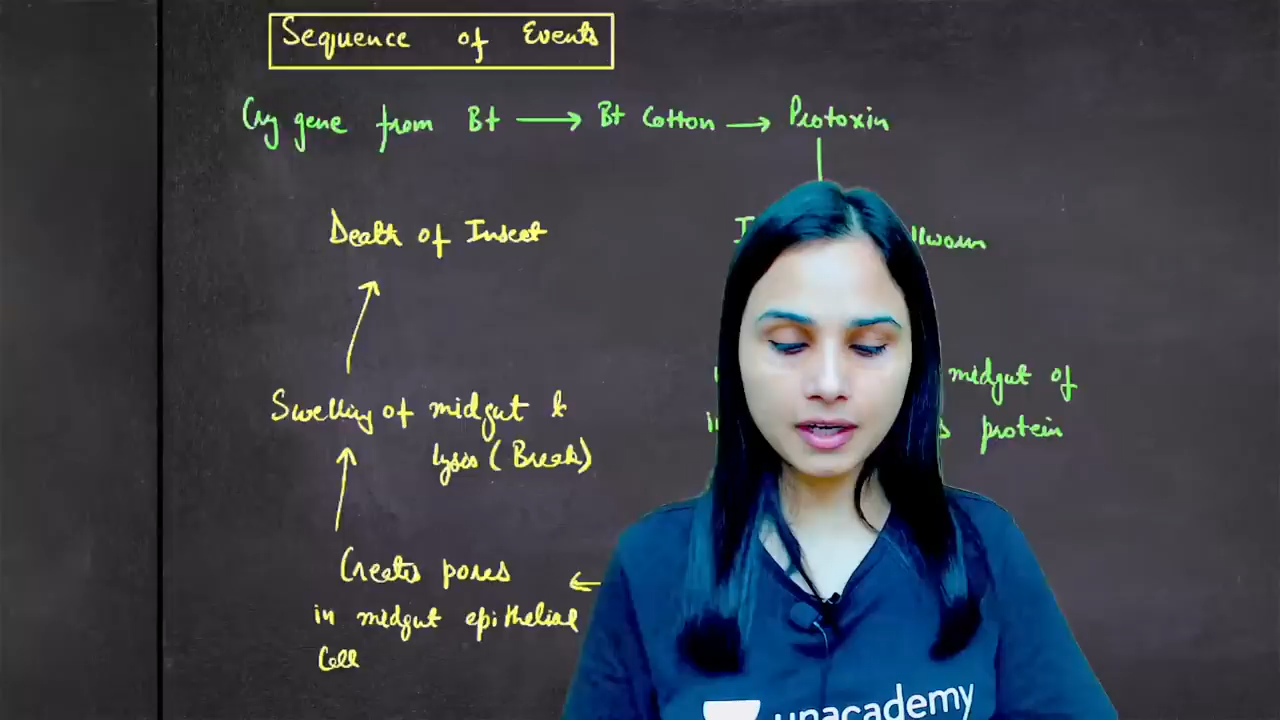 Sequence of Events
Cry gene from Bt → Bt Cotton → Protoxin
Death of Insect
midgut of
protein
Swelling of midgut &
lysis (Break)
Creates pores
in midgut epithelial
Cell
unacademy